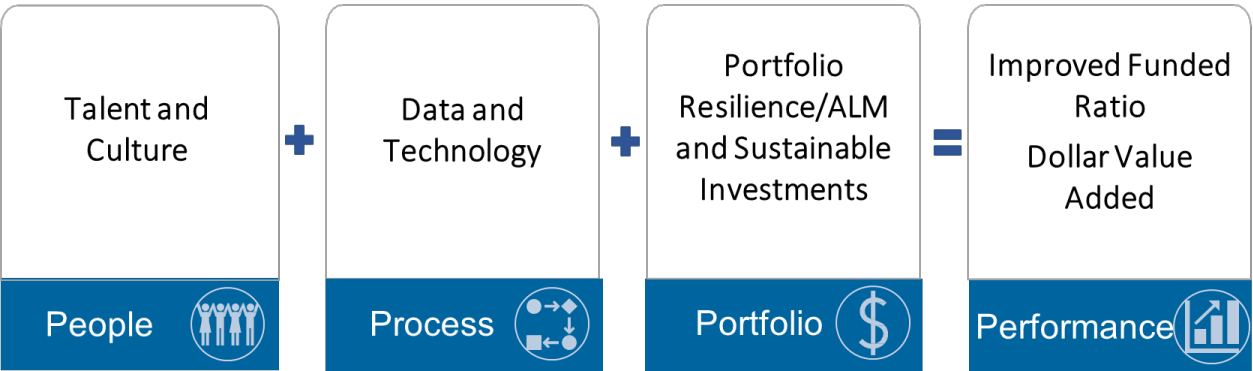 Talent and
Culture
People
Data and
Technology
Process
Portfolio
Resilience/ALM
and Sustainable
Investments
Portfolio
Improved Funded
Ratio
Dollar Value
Added
Performance